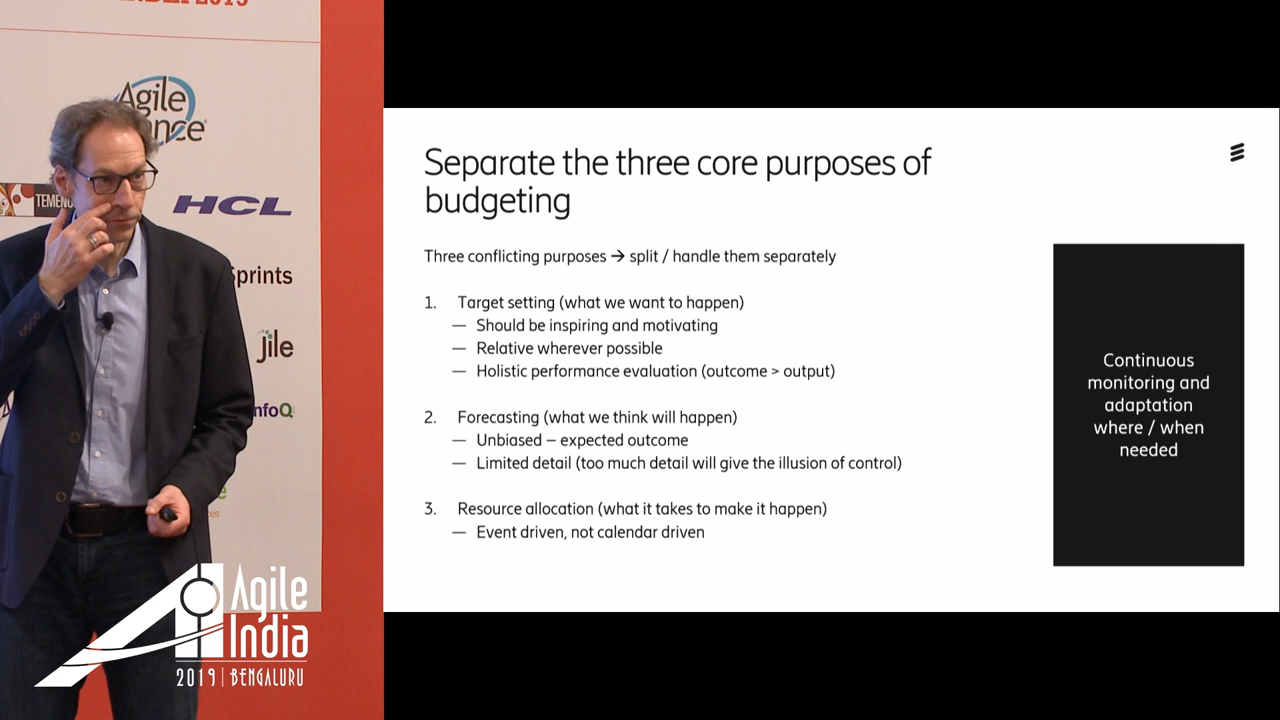 Agile
TEMENOS
HCL
Sprints
jile
InfoQ
Agile
India
2019 | BENGALURU
Separate the three core purposes of
budgeting
Three conflicting purposes → split / handle them separately
1. Target setting (what we want to happen)
— Should be inspiring and motivating
— Relative wherever possible
— Holistic performance evaluation (outcome > output)
2. Forecasting (what we think will happen)
— Unbiased – expected outcome
— Limited detail (too much detail will give the illusion of control)
3. Resource allocation (what it takes to make it happen)
— Event driven, not calendar driven
Continuous
monitoring and
adaptation
where / when
needed